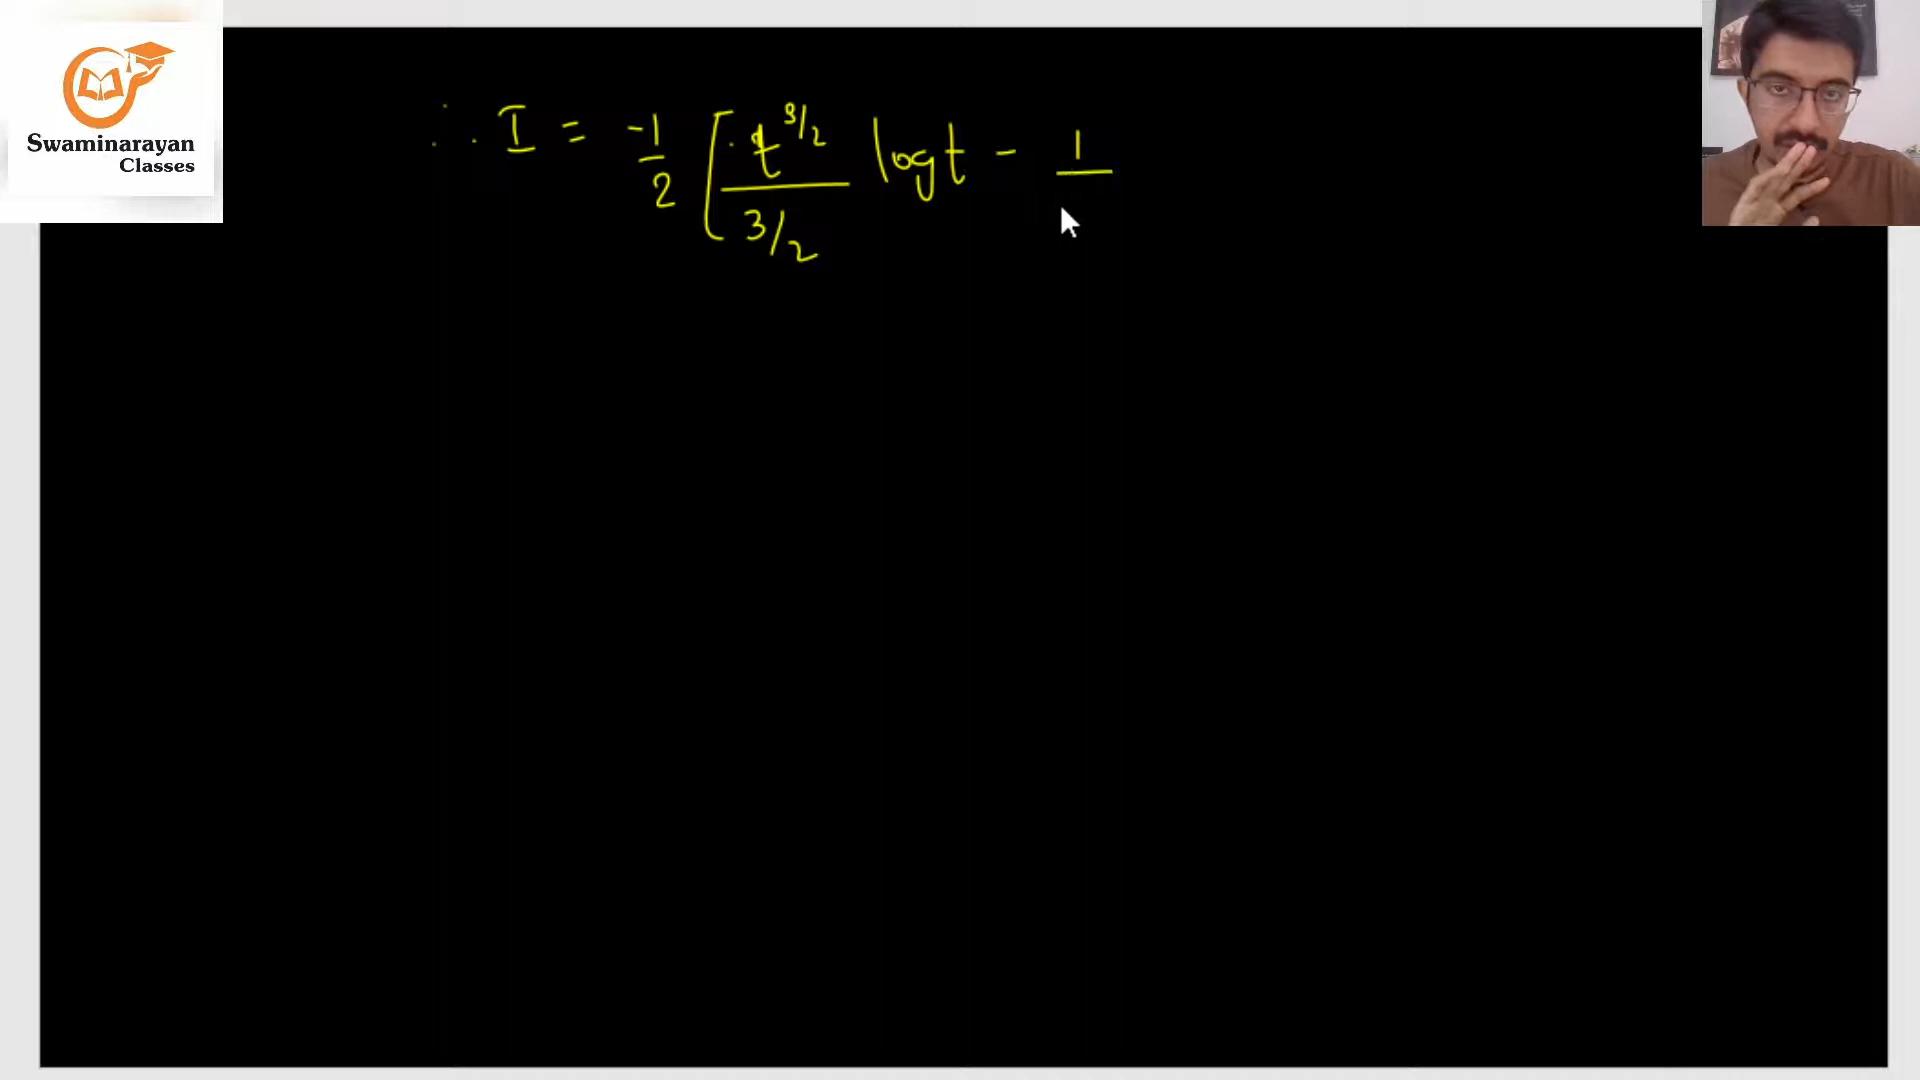 Swaminarayan
Classes
∴ I = -1/2 [ t^3/2 / 3/2 log t - 1/